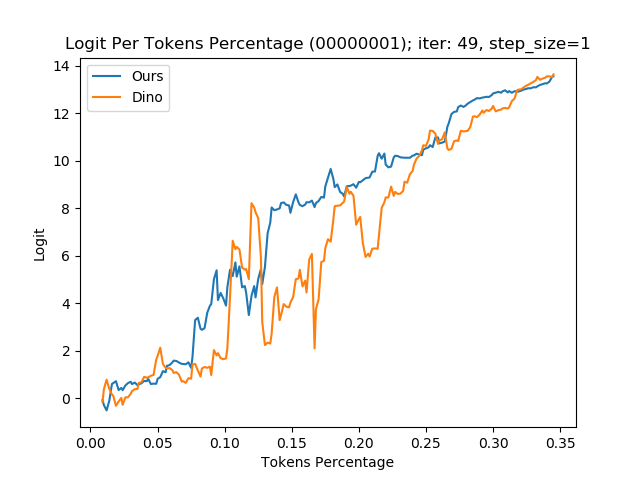 Logit Per Tokens Percentage (00000001); iter: 49, step_size=1
Ours
Dino
14
12
10
8
6
4
2
0
Logit
0.00 0.05 0.10 0.15 0.20 0.25 0.30 0.35
Tokens Percentage